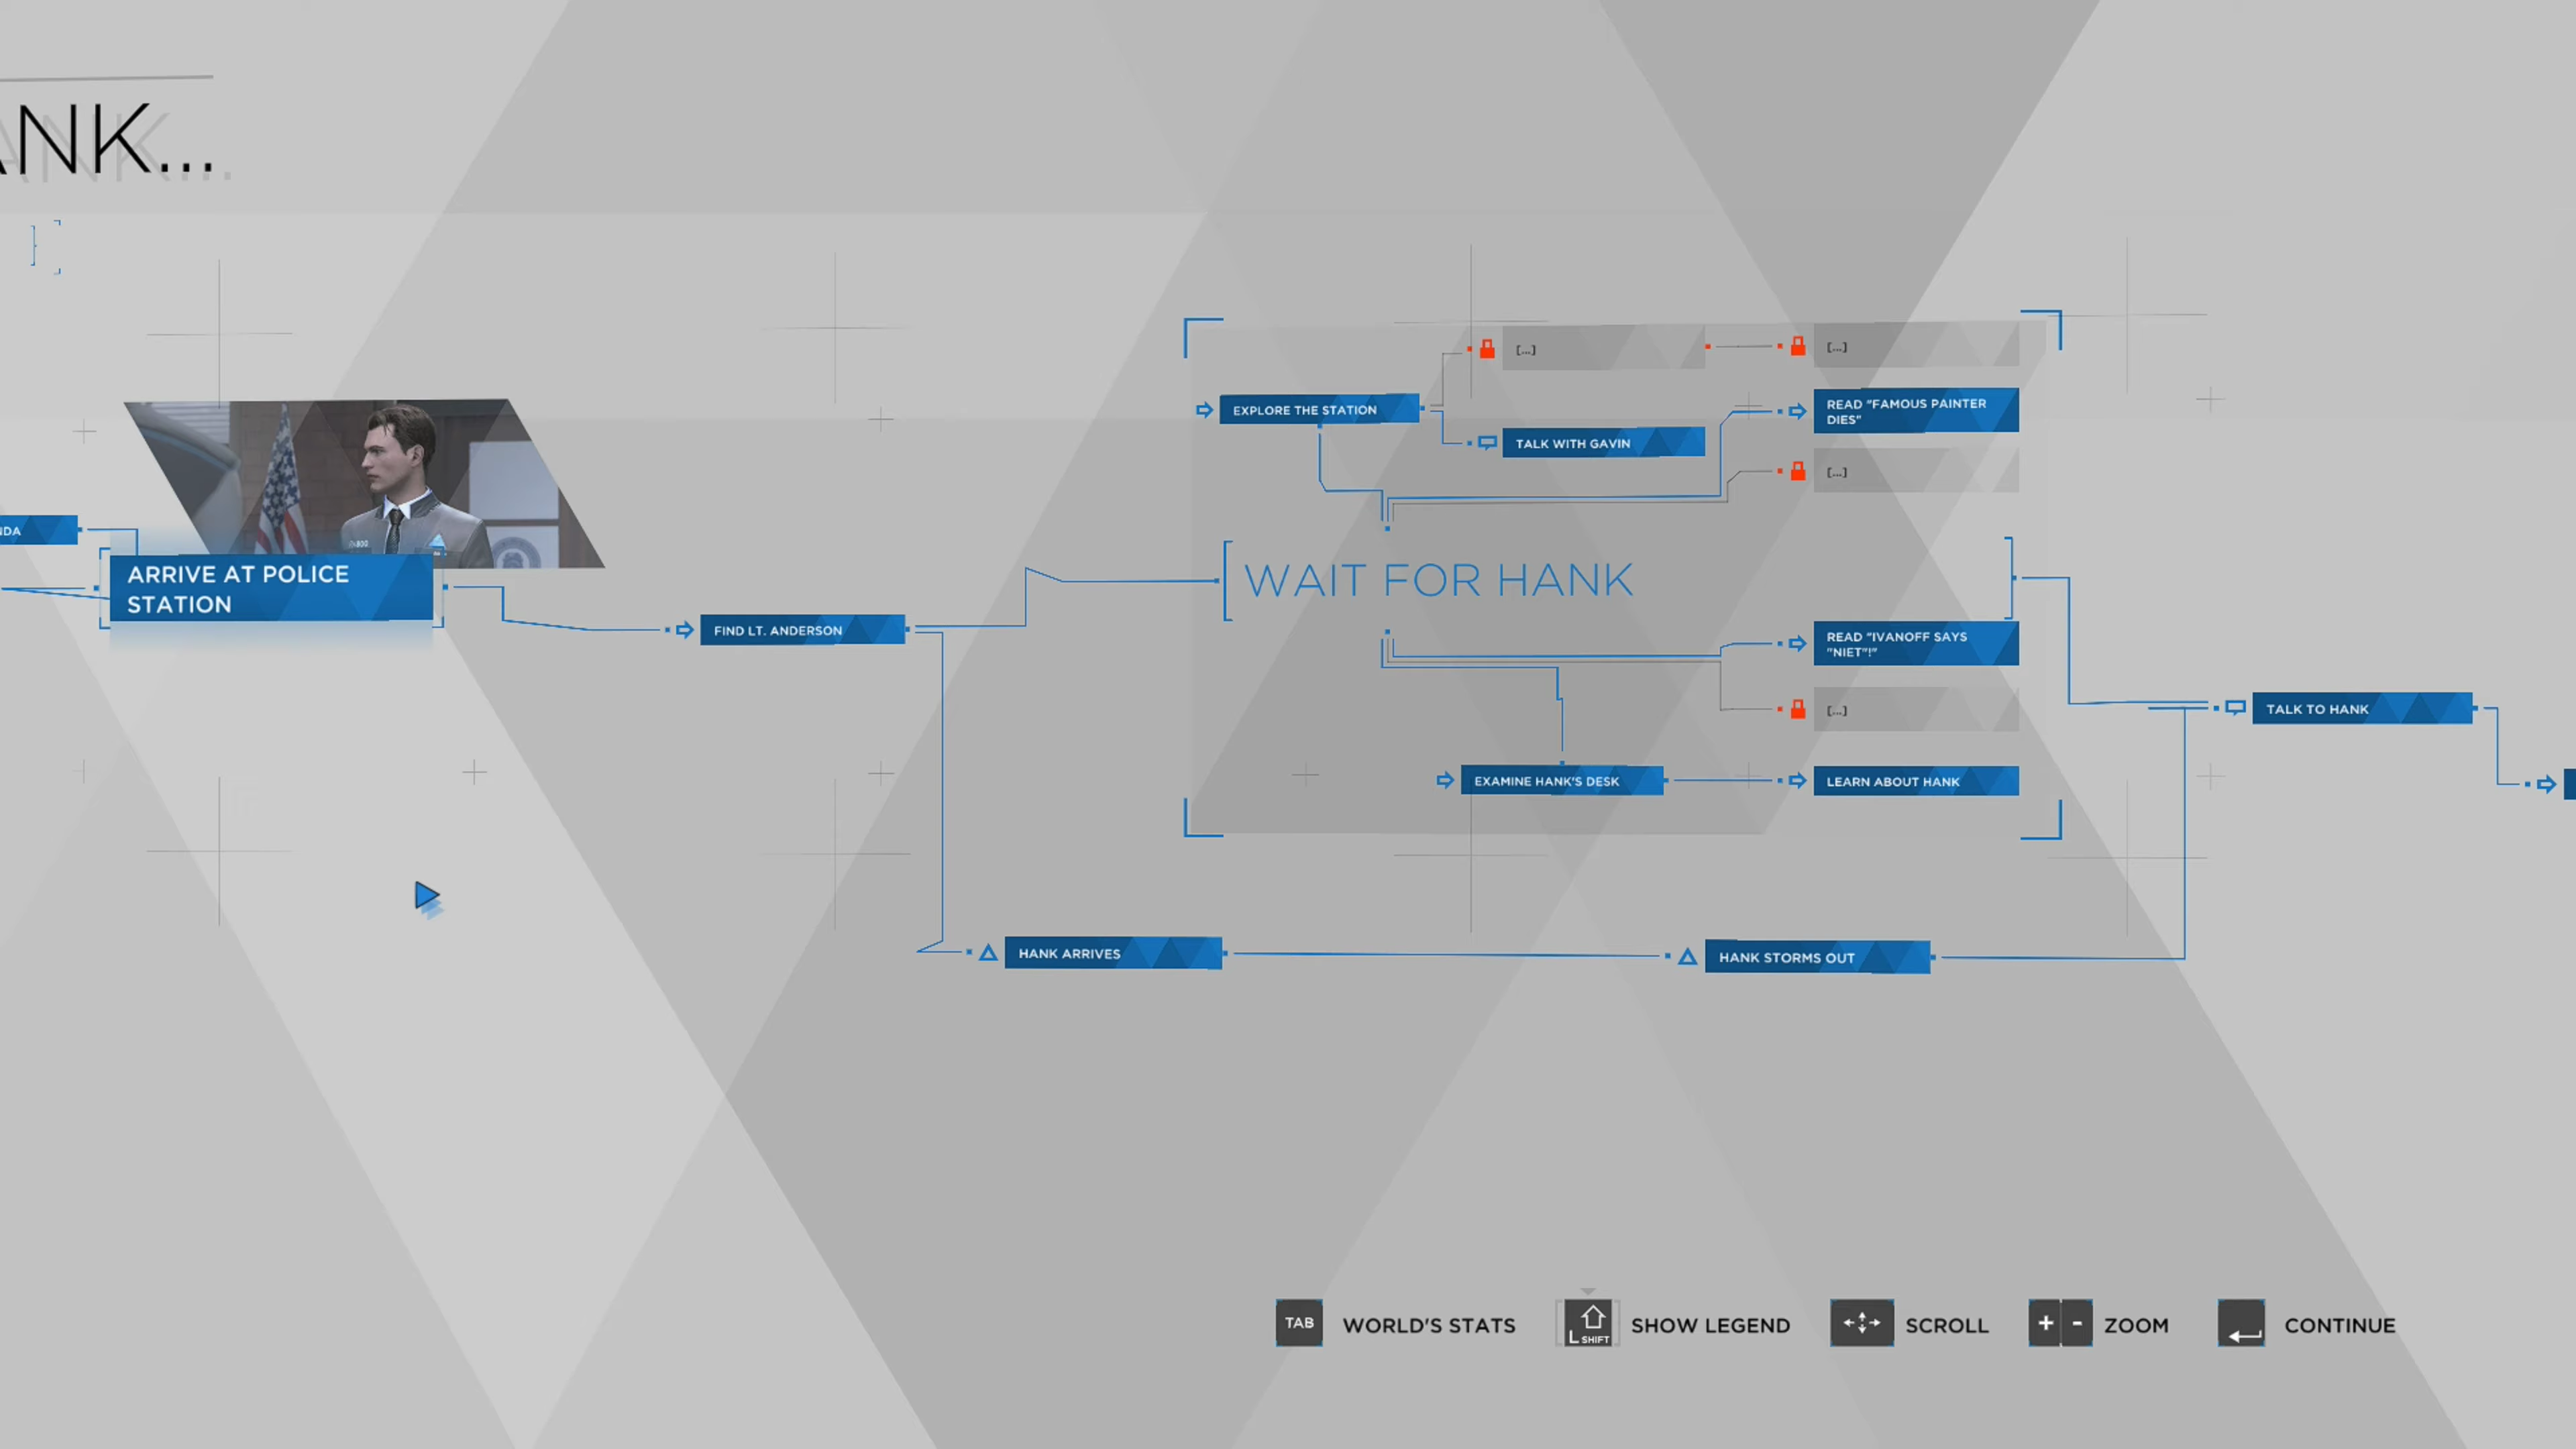 ANK...
[...]
[...]
EXPLORE THE STATION
READ "FAMOUS PAINTER
DIES"
TALK WITH GAVIN
[...]
NDA
ARRIVE AT POLICE
STATION
WAIT FOR HANK
FIND LT. ANDERSON
READ "IVANOFF SAYS
"NIET"!"
[...]
TALK TO HANK
EXAMINE HANK'S DESK
LEARN ABOUT HANK
HANK ARRIVES
HANK STORMS OUT
TAB WORLD'S STATS L SHIFT SHOW LEGEND SCROLL + - ZOOM CONTINUE